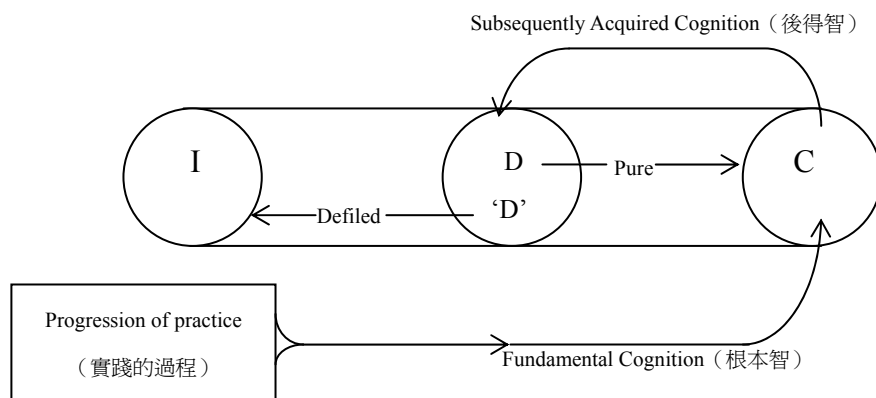 Subsequently Acquired Cognition（後得智）
I
D
Pure
C
‘D’
Defiled
Progression of practice
（實踐的過程）
Fundamental Cognition（根本智）